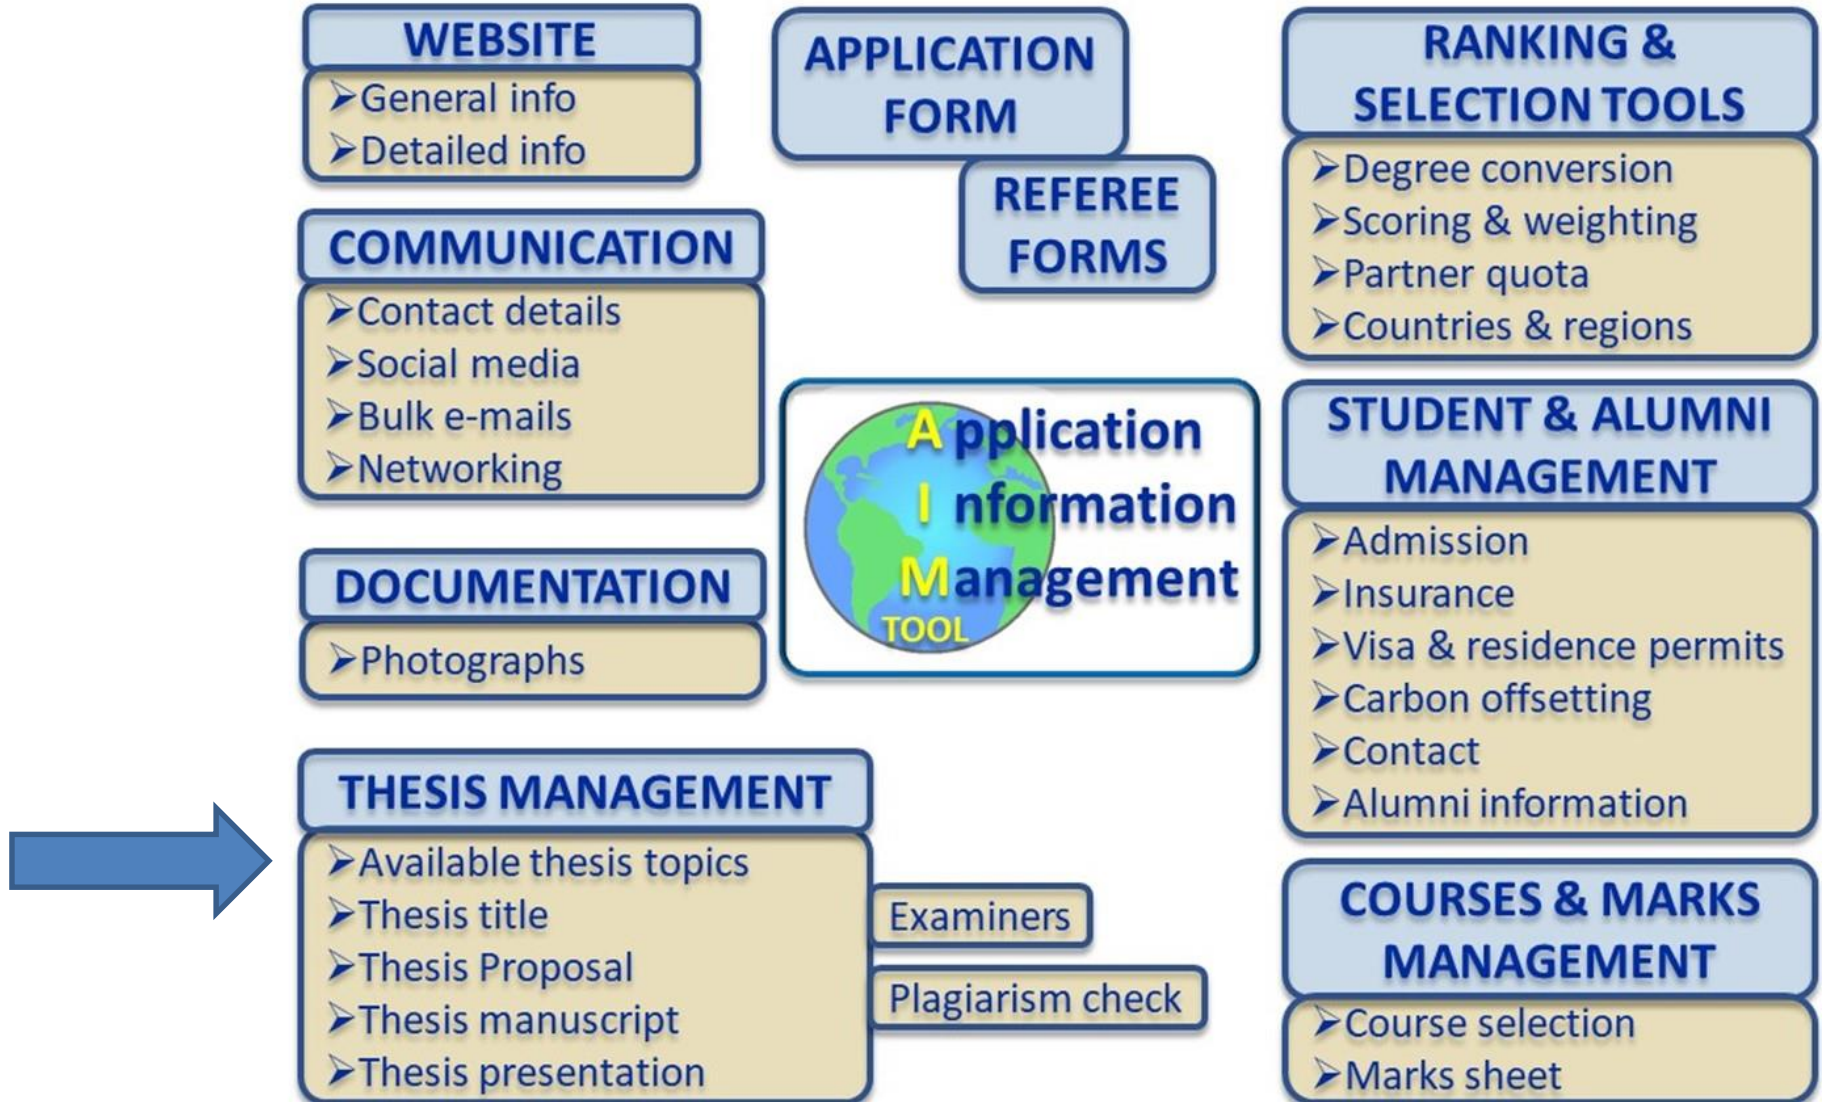 WEBSITE
➢General info
➢Detailed info
COMMUNICATION
➢Contact details
➢Social media
➢Bulk e-mails
➢Networking
DOCUMENTATION
➢Photographs
THESIS MANAGEMENT
➢Available thesis topics
➢Thesis title
➢Thesis Proposal
➢Thesis manuscript
➢Thesis presentation
Examiners
Plagiarism check
APPLICATION
FORM
REFEREE
FORMS
Application
Information
Management
TOOL
RANKING &
SELECTION TOOLS
➢Degree conversion
➢Scoring & weighting
➢Partner quota
➢Countries & regions
STUDENT & ALUMNI
MANAGEMENT
➢Admission
➢Insurance
➢Visa & residence permits
➢Carbon offsetting
➢Contact
➢Alumni information
COURSES & MARKS
MANAGEMENT
➢Course selection
➢Marks sheet